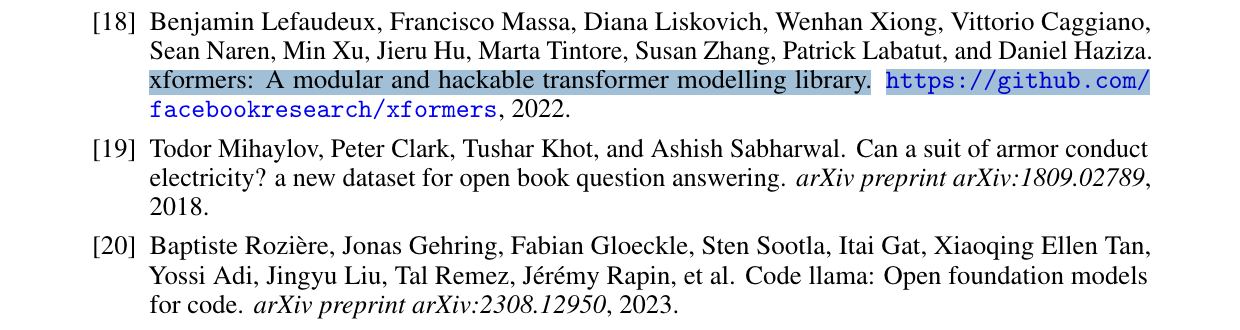 [18] Benjamin Lefaudeux, Francisco Massa, Diana Liskovich, Wenhan Xiong, Vittorio Caggiano,
Sean Naren, Min Xu, Jieru Hu, Marta Tintore, Susan Zhang, Patrick Labatut, and Daniel Haziza.
xformers: A modular and hackable transformer modelling library. https://github.com/
facebookresearch/xformers, 2022.
[19] Todor Mihaylov, Peter Clark, Tushar Khot, and Ashish Sabharwal. Can a suit of armor conduct
electricity? a new dataset for open book question answering. arXiv preprint arXiv:1809.02789,
2018.
[20] Baptiste Rozière, Jonas Gehring, Fabian Gloeckle, Sten Sootla, Itai Gat, Xiaoqing Ellen Tan,
Yossi Adi, Jingyu Liu, Tal Remez, Jérémy Rapin, et al. Code llama: Open foundation models
for code. arXiv preprint arXiv:2308.12950, 2023.